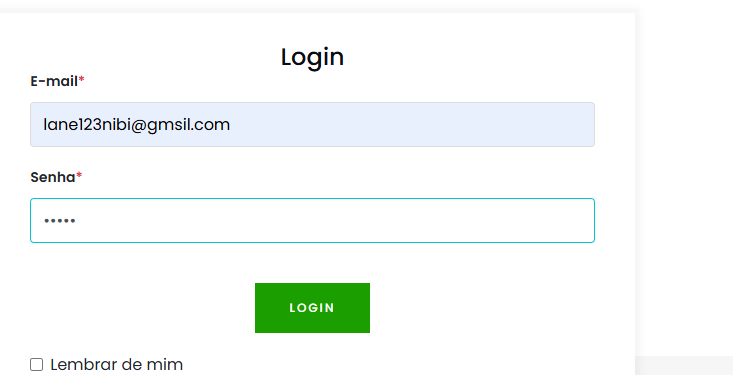 Login
E-mail*
lane123nibi@gmsil.com
Senha*
•••••
LOGIN
Lembrar de mim